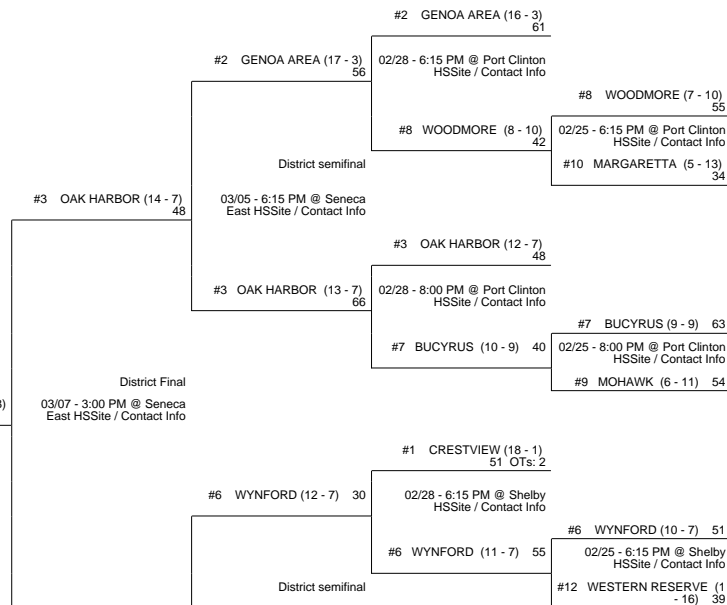 #2 GENOA AREA (16 - 3)
61
#2 GENOA AREA (17 - 3)
56
02/28 - 6:15 PM @ Port Clinton
HSSite / Contact Info
#8 WOODMORE (7 - 10)
55
#8 WOODMORE (8 - 10)
42
02/25 - 6:15 PM @ Port Clinton
HSSite / Contact Info
District semifinal
#10 MARGARETTA (5 - 13)
34
#3 OAK HARBOR (14 - 7)
48
03/05 - 6:15 PM @ Seneca
East HSSite / Contact Info
#3 OAK HARBOR (12 - 7)
48
#3 OAK HARBOR (13 - 7)
66
02/28 - 8:00 PM @ Port Clinton
HSSite / Contact Info
#7 BUCYRUS (9 - 9) 63
#7 BUCYRUS (10 - 9) 40
02/25 - 8:00 PM @ Port Clinton
HSSite / Contact Info
District Final
#9 MOHAWK (6 - 11) 54
03/07 - 3:00 PM @ Seneca
East HSSite / Contact Info
#1 CRESTVIEW (18 - 1)
51 OTs: 2
#6 WYNFORD (12 - 7) 30
02/28 - 6:15 PM @ Shelby
HSSite / Contact Info
#6 WYNFORD (10 - 7) 51
#6 WYNFORD (11 - 7) 55
02/25 - 6:15 PM @ Shelby
HSSite / Contact Info
District semifinal
#12 WESTERN RESERVE (1
- 16) 39